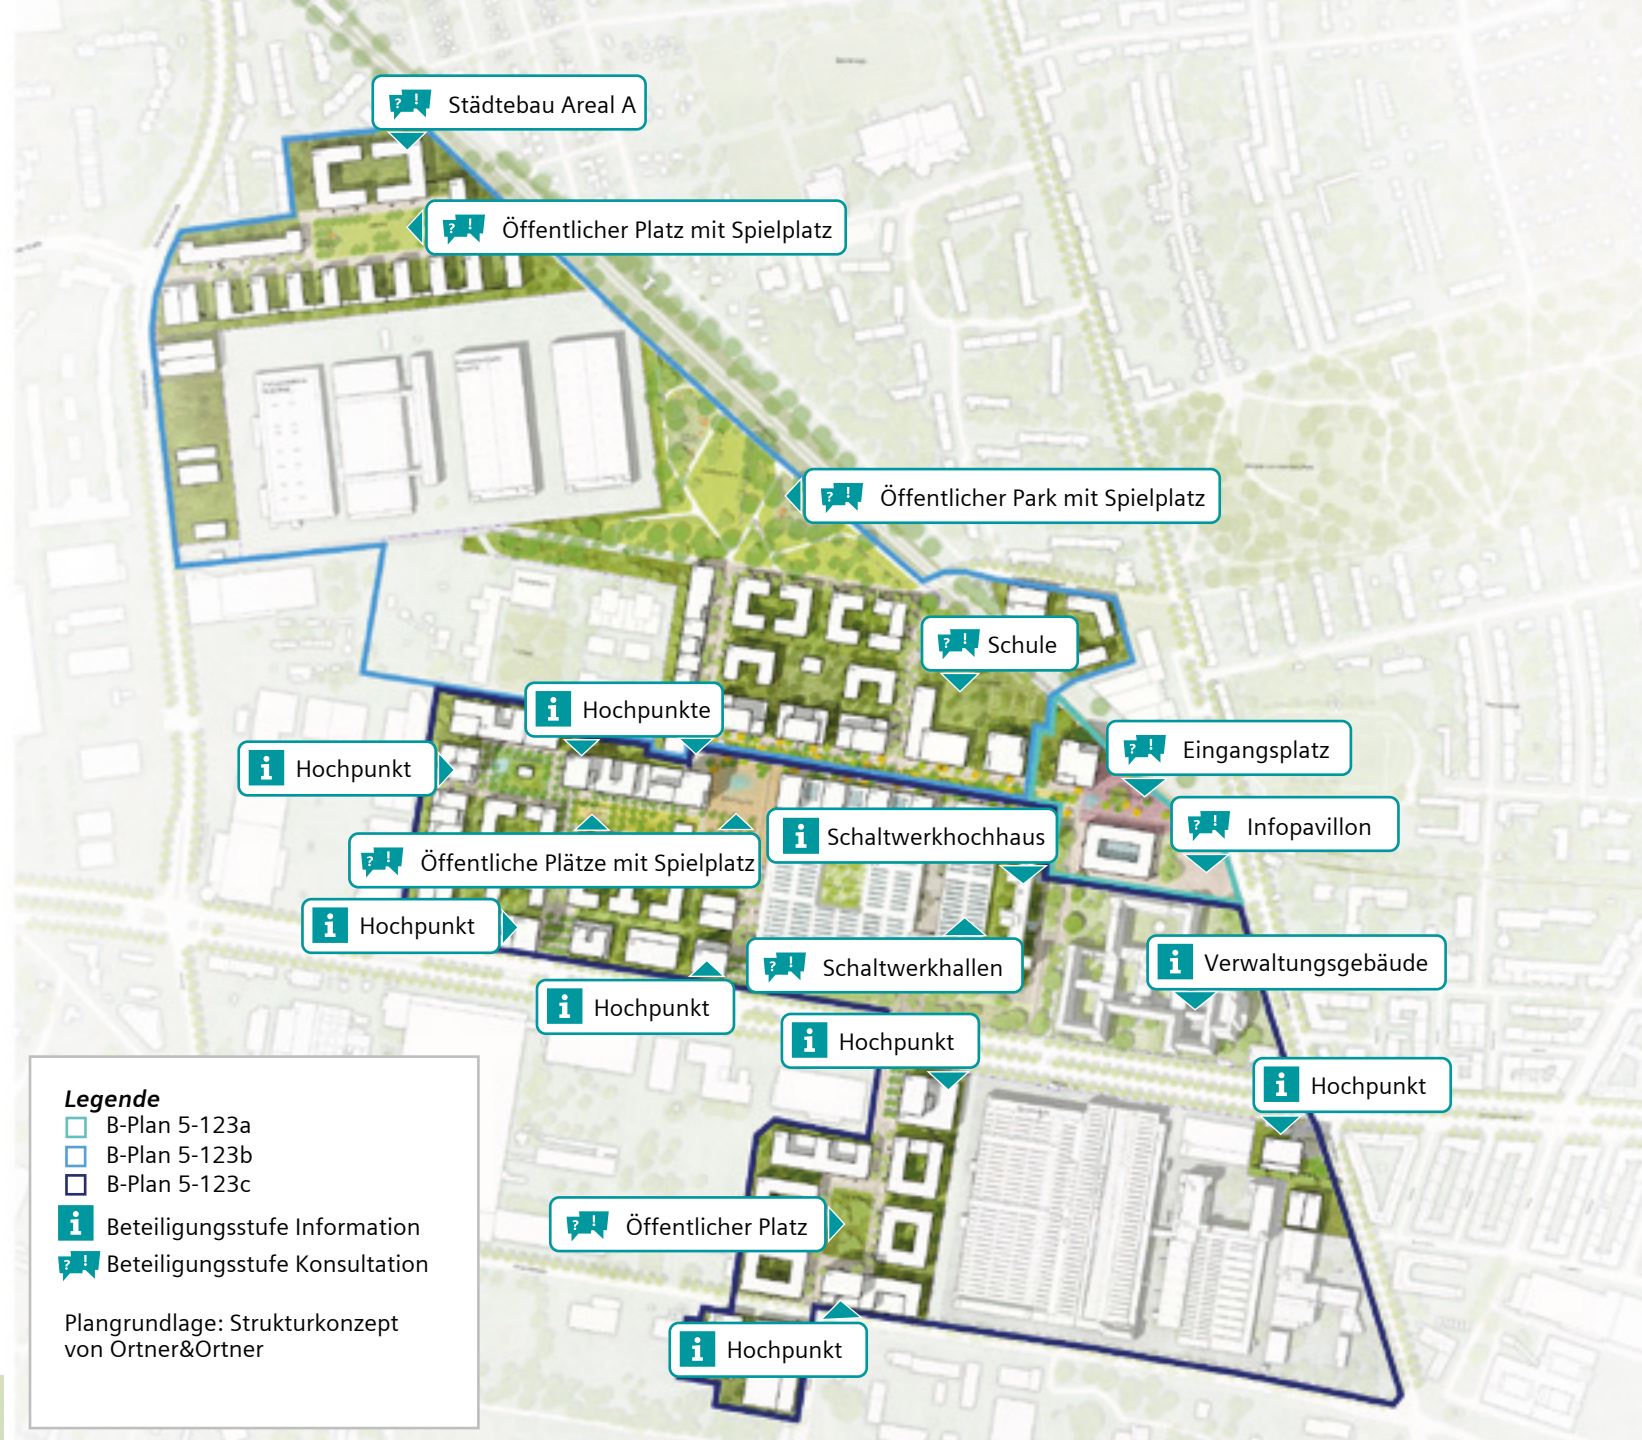 Städtebau Areal A
Öffentlicher Platz mit Spielplatz
Öffentlicher Park mit Spielplatz
Schule
Hochpunkte
Eingangsplatz
Hochpunkt
Infopavillon
Schaltwerkhochhaus
Öffentliche Plätze mit Spielplatz
Hochpunkt
Verwaltungsgebäude
Schaltwerkhallen
Hochpunkt
Hochpunkt
Hochpunkt
Öffentlicher Platz
Hochpunkt
Legende
B-Plan 5-123a
B-Plan 5-123b
B-Plan 5-123c
i Beteiligungsstufe Information
?! Beteiligungsstufe Konsultation
Plangrundlage: Strukturkonzept
von Ortner&Ortner